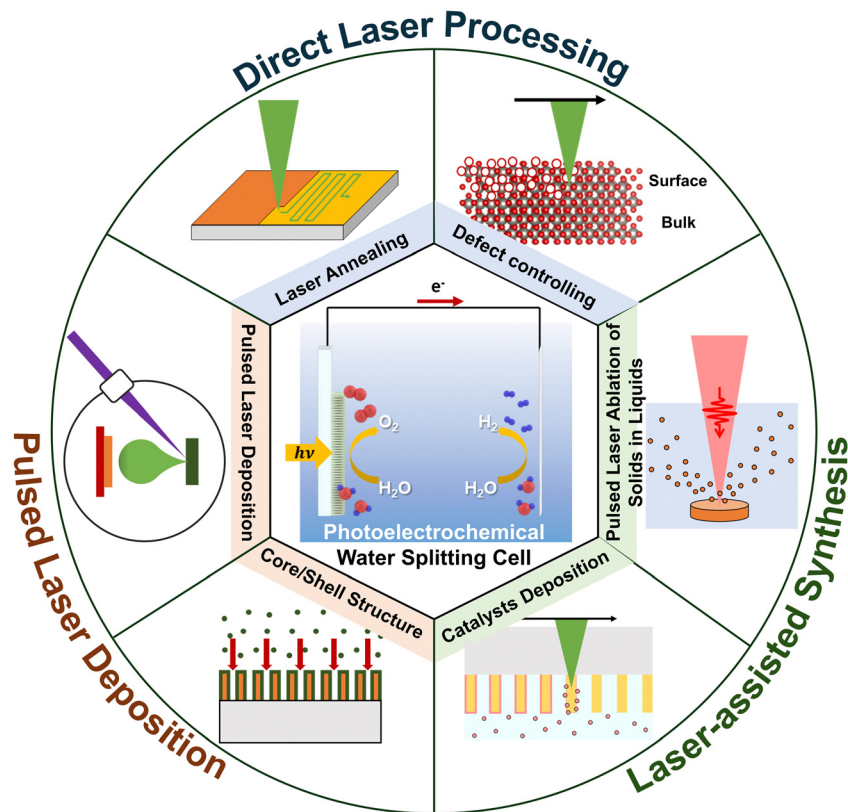 Direct Laser Processing
Surface
Bulk
Laser Annealing
Defect controlling
Pulsed Laser Deposition
Pulsed Laser Ablation of
Solids in Liquids
e-
O₂
H₂
hν
H₂O
H₂O
Photoelectrochemical
Water Splitting Cell
Core/Shell Structure
Catalysts Deposition
Pulsed Laser Deposition
Laser-assisted Synthesis